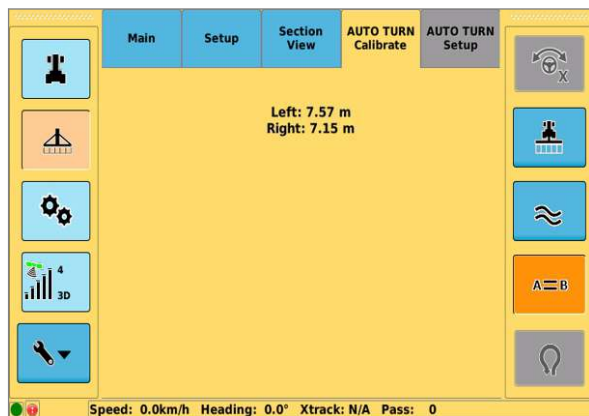 Main
Setup
Section
View
AUTO TURN
Calibrate
AUTO TURN
Setup
X
Left: 7.57 m
Right: 7.15 m
4
3D
A=B
Speed: 0.0km/h Heading: 0.0° Xtrack: N/A Pass: 0